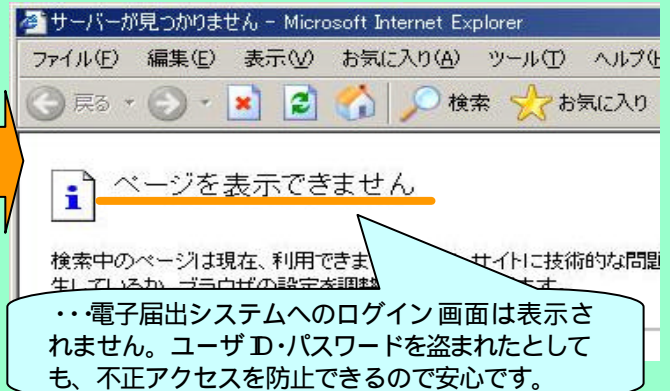 サーバーが見つかりません - Microsoft Internet Explorer
ファイル(F) 編集(E) 表示(V) お気に入り(A) ツール(T) ヘルプ(H
戻る 検索 お気に入り
ページを表示できません
検索中のページは現在、利用できま サイトに技術的な問題
・・・電子届出システムへのログイン画面は表示さ
れません。ユーザID・パスワードを盗まれたとして
も、不正アクセスを防止できるので安心です。